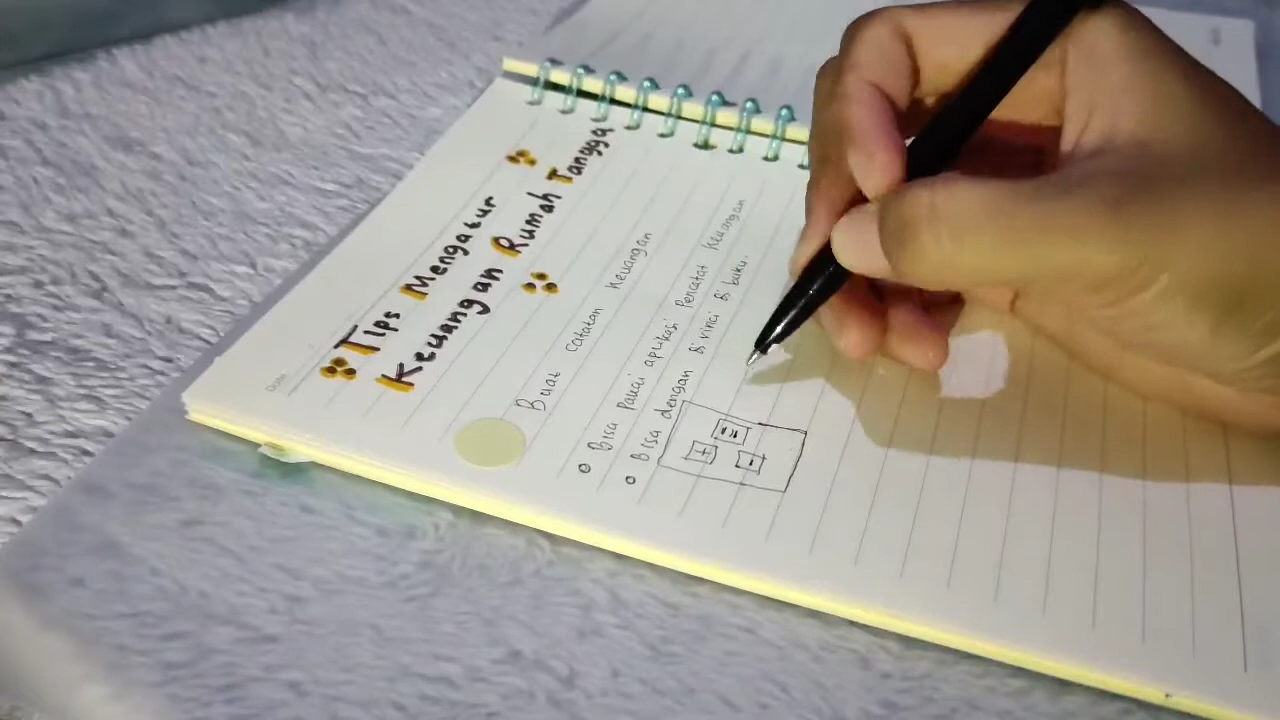 Date:
Tips Mengatur
Keuangan Rumah Tangga
Buat catatan keuangan
Bisa pakai aplikasi Pencatat keuangan
Bisa dengan di rinci di buku.
+ =
-